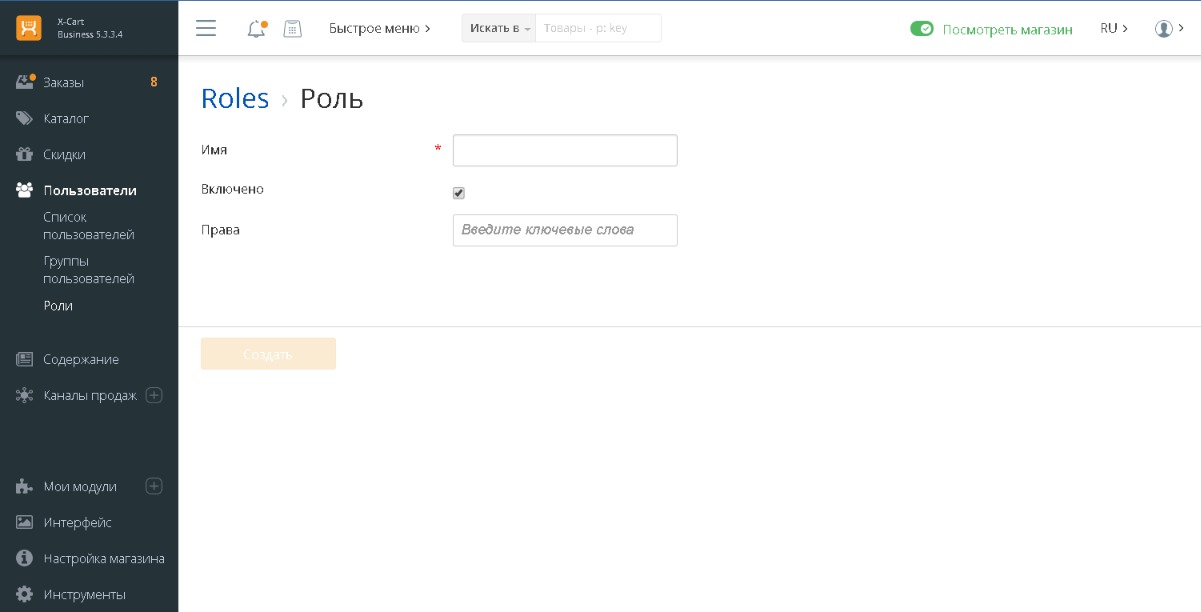 X-Cart
Business 5.3.3.4
Быстрое меню
Искать в
Товары - p: key
Посмотреть магазин
RU
Заказы 8
Каталог
Скидки
Пользователи
Список
пользователей
Группы
пользователей
Роли
Содержание
Каналы продаж
Мои модули
Интерфейс
Настройка магазина
Инструменты
Roles › Роль
Имя *
Включено
Права Введите ключевые слова
Создать